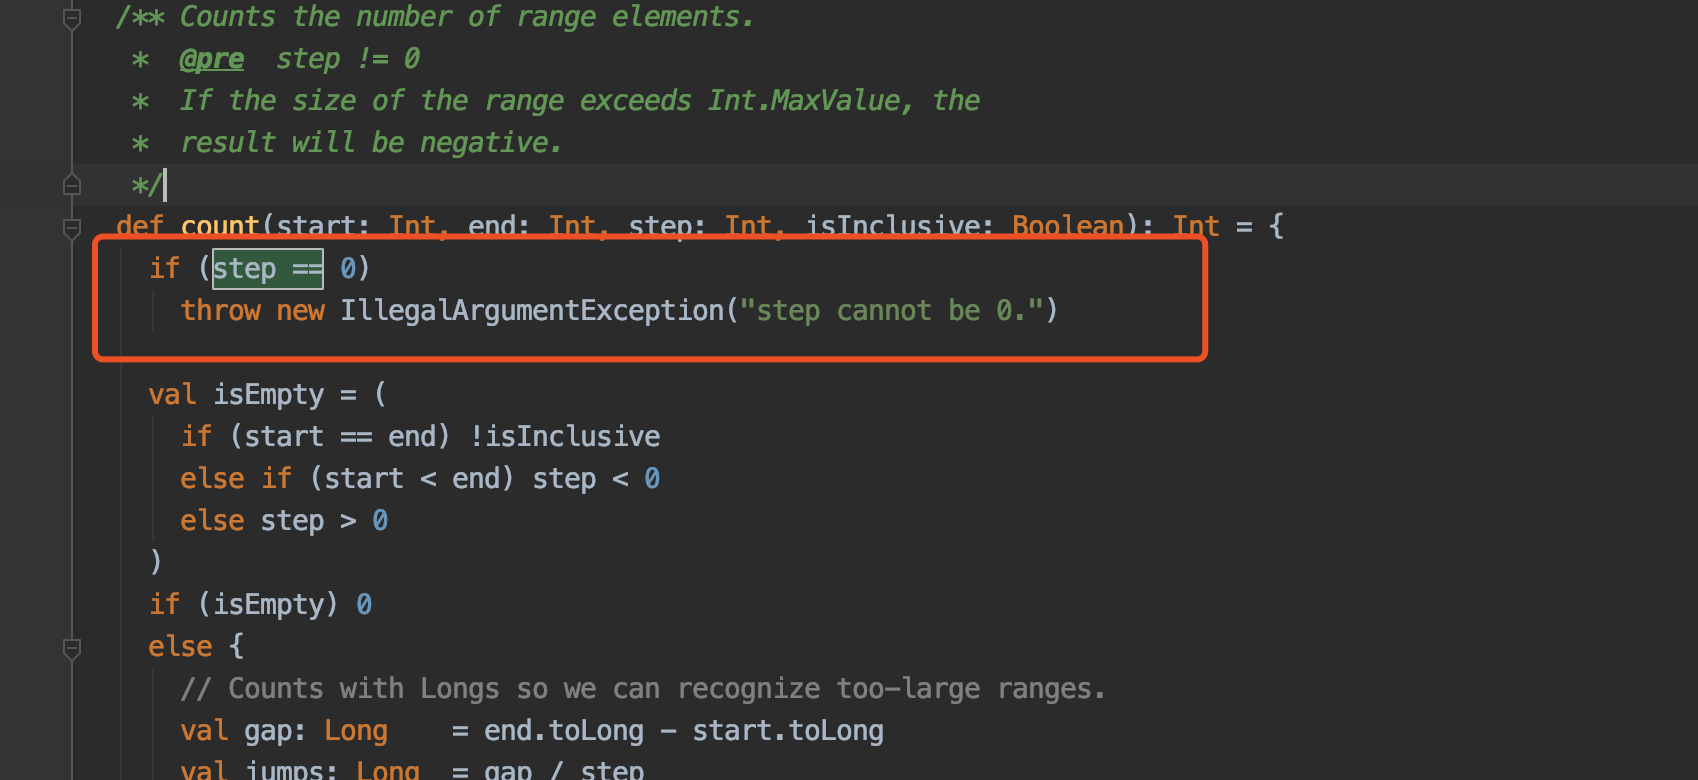 /** Counts the number of range elements.
 *  @pre  step != 0
 *  If the size of the range exceeds Int.MaxValue, the
 *  result will be negative.
 */
def count(start: Int, end: Int, step: Int, isInclusive: Boolean): Int = {
  if (step == 0)
    throw new IllegalArgumentException("step cannot be 0.")
  val isEmpty = (
    if (start == end) !isInclusive
    else if (start < end) step < 0
    else step > 0
  )
  if (isEmpty) 0
  else {
    // Counts with Longs so we can recognize too-large ranges.
    val gap: Long    = end.toLong - start.toLong
    val jumps: Long  = gap / step